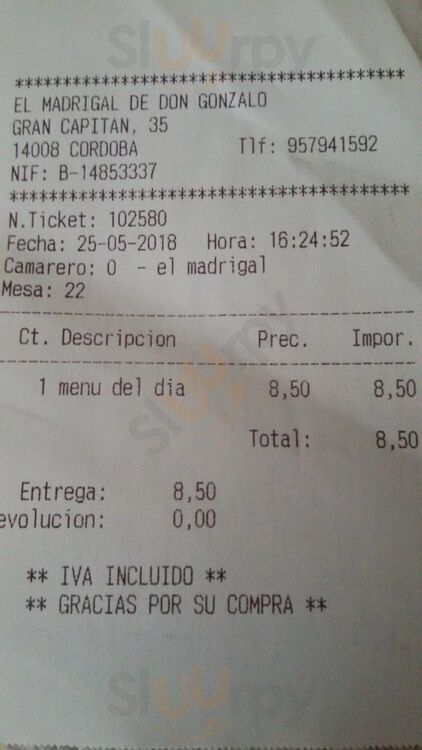 Sluurpy
****************************************
EL MADRIGAL DE DON GONZALO
GRAN CAPITAN, 35
14008 CORDOBA Tlf: 957941592
NIF: B-14853337
****************************************
N.Ticket: 102580
Fecha: 25-05-2018 Hora: 16:24:52
Camarero: 0 - el madrigal
Mesa: 22
Ct. Descripcion Prec. Impor.
1 menu del dia 8,50 8,50
Total: 8,50
Entrega: 8,50
evolucion: 0,00
** IVA INCLUIDO **
** GRACIAS POR SU COMPRA **
Sluurpy